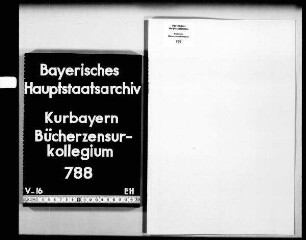 Bayerisches
Hauptstaatsarchiv
Kurbayern
Bücherzensur-
kollegium
788
V-16 EH